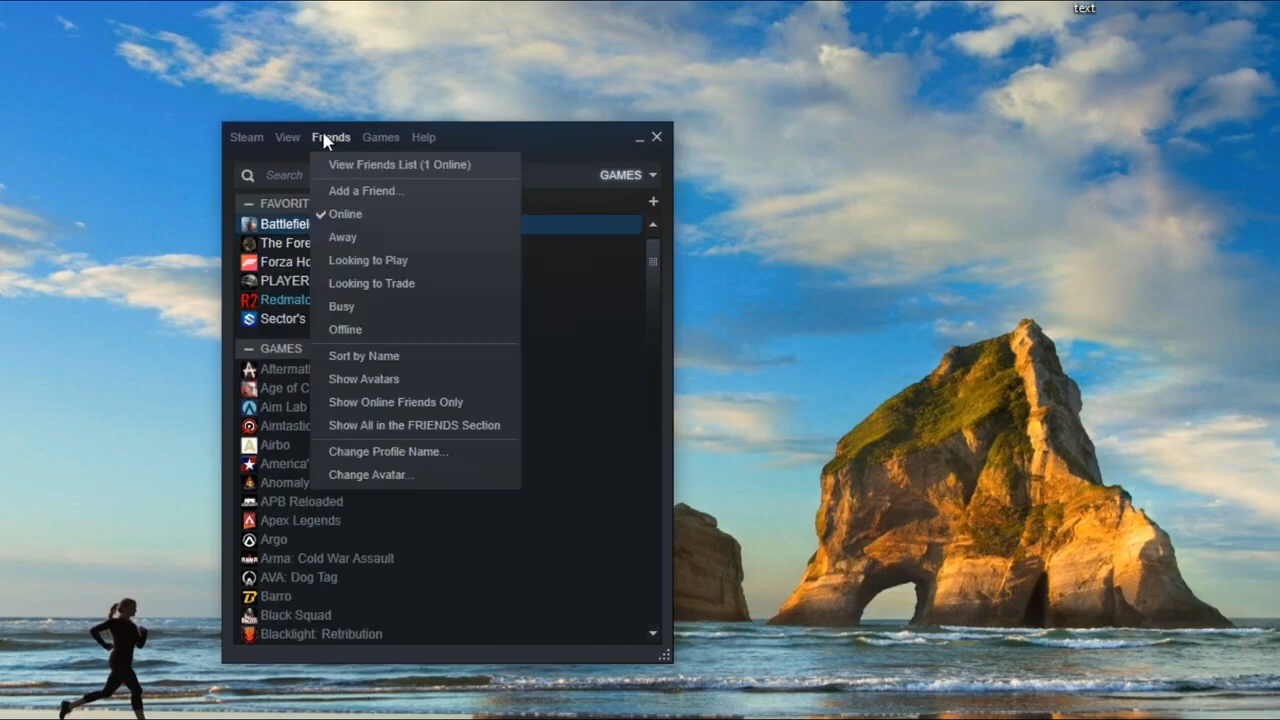 text
Steam View Friends Games Help
Search
GAMES
View Friends List (1 Online)
Add a Friend...
Online
Away
Looking to Play
Looking to Trade
Busy
Offline
Sort by Name
Show Avatars
Show Online Friends Only
Show All in the FRIENDS Section
Change Profile Name...
Change Avatar...
FAVORIT
Battlefiel
The Fore
Forza Ho
PLAYER
R2 Redmatc
Sector's
GAMES
Aftermat
Age of C
Aim Lab
Aimtastic
Airbo
America'
Anomaly
APB Reloaded
Apex Legends
Argo
Arma: Cold War Assault
AVA: Dog Tag
Barro
Black Squad
Blacklight: Retribution